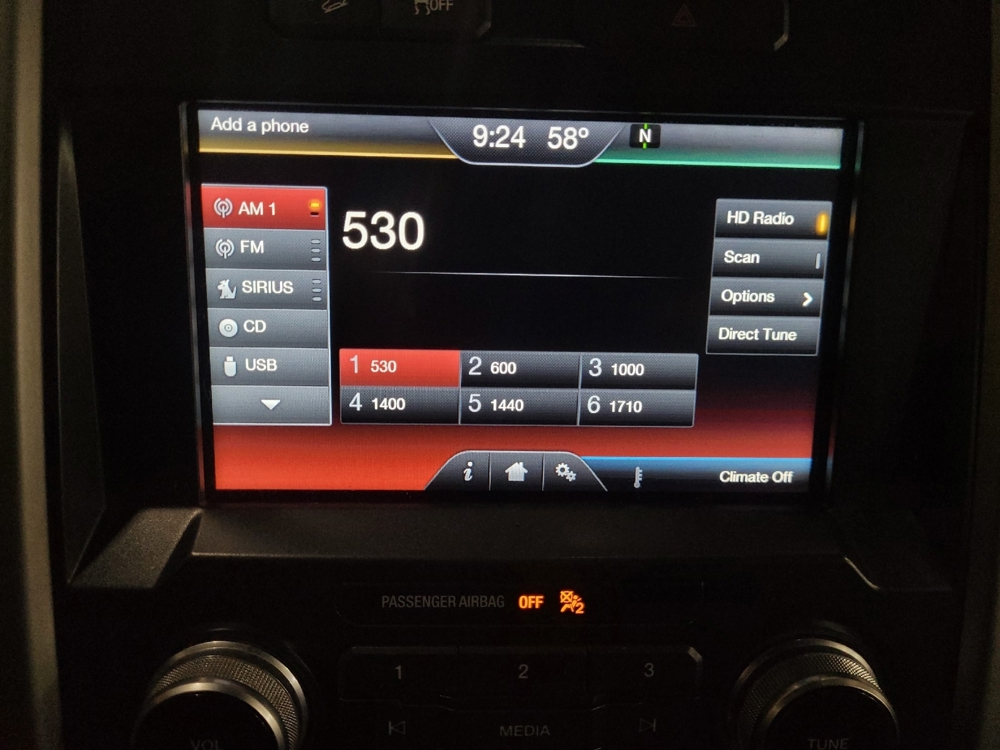 OFF
Add a phone
9:24 58° N
AM 1
FM
SIRIUS
CD
USB
530
HD Radio
Scan
Options
Direct Tune
1 530
2 600
3 1000
4 1400
5 1440
6 1710
i
Climate Off
PASSENGER AIRBAG OFF 2
1 2 3
MEDIA
VOL
TUNE